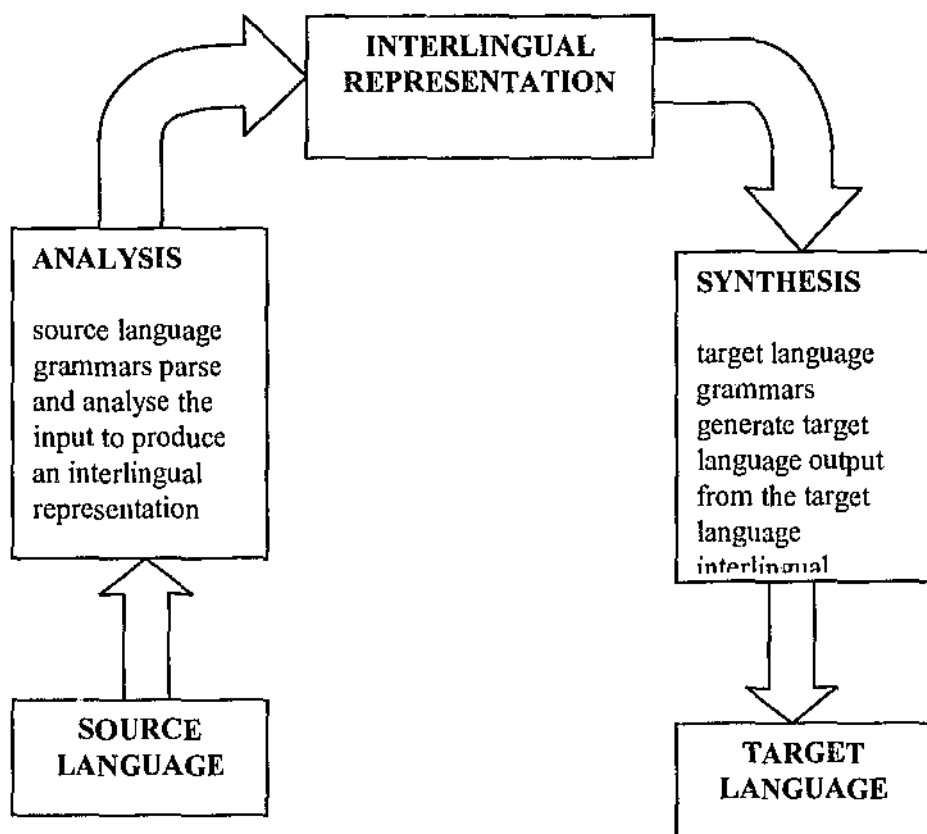 INTERLINGUAL
REPRESENTATION
ANALYSIS
source language
grammars parse
and analyse the
input to produce
an interlingual
representation
SYNTHESIS
target language
grammars
generate target
language output
from the target
language
interlingual
SOURCE
LANGUAGE
TARGET
LANGUAGE